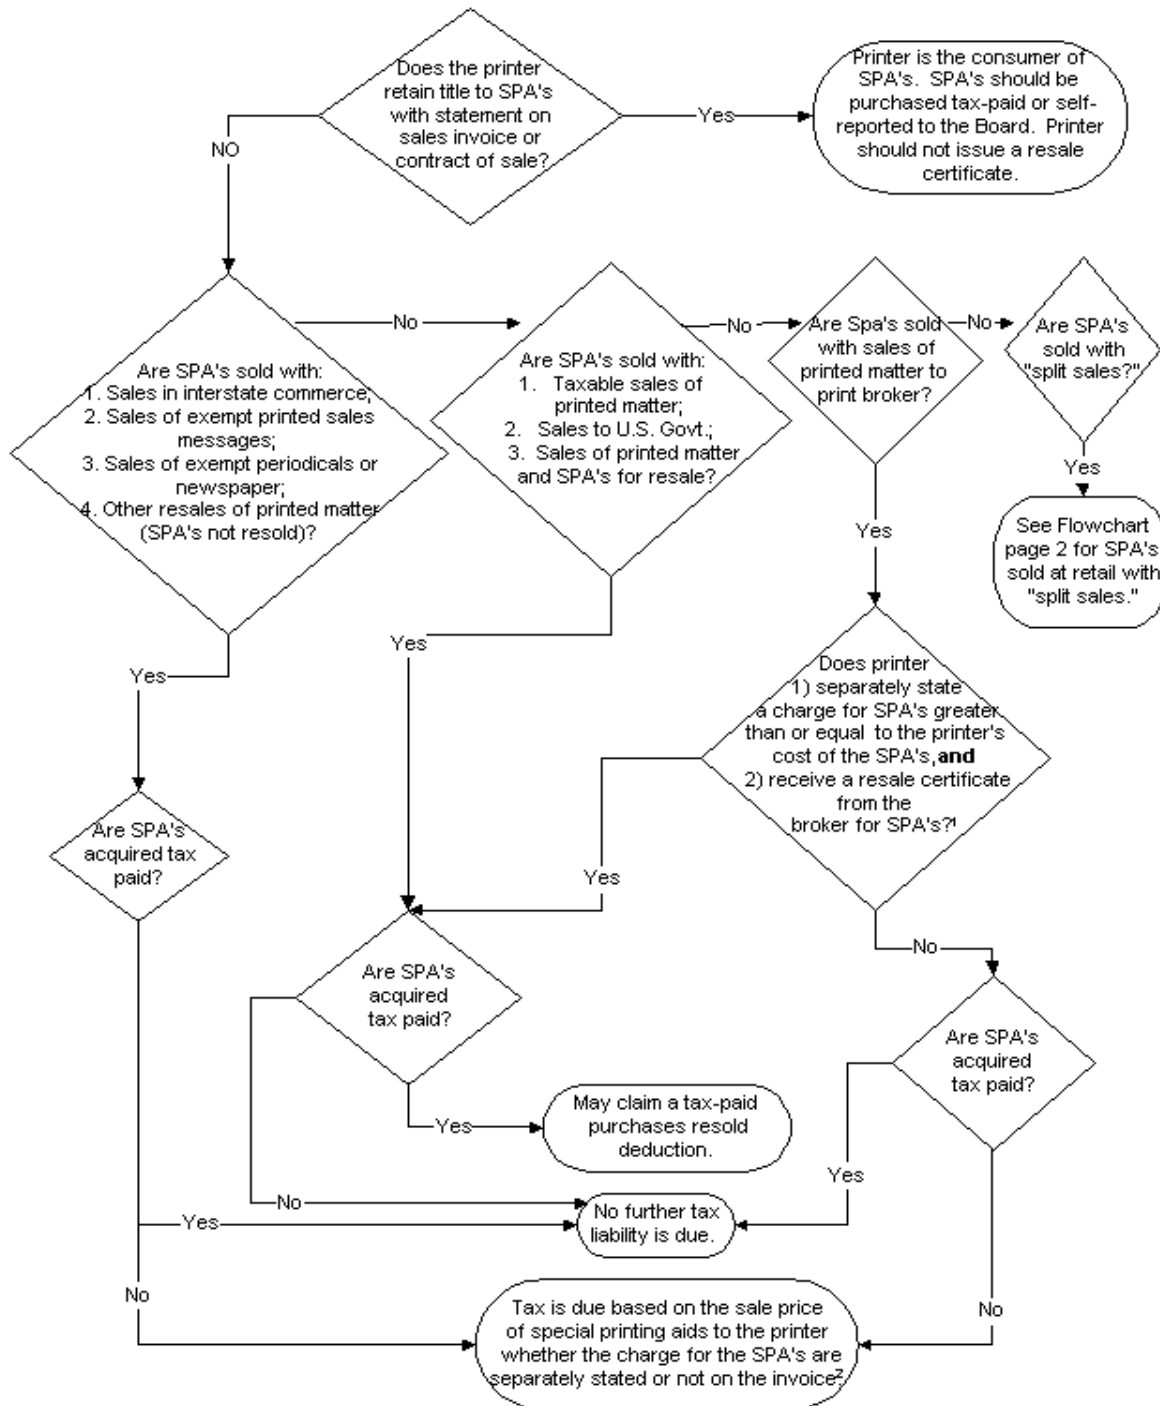 Does the printer
retain title to SPA's
with statement on
sales invoice or
contract of sale?
Yes
Printer is the consumer of
SPA's. SPA's should be
purchased tax-paid or self-
reported to the Board. Printer
should not issue a resale
certificate.
NO
Are SPA's sold with:
1. Sales in interstate commerce;
2. Sales of exempt printed sales
messages;
3. Sales of exempt periodicals or
newspaper;
4. Other resales of printed matter
(SPA's not resold)?
No
Are SPA's sold with:
1. Taxable sales of
printed matter;
2. Sales to U.S. Govt.;
3. Sales of printed matter
and SPA's for resale?
No
Are Spa's sold
with sales of
printed matter to
print broker?
No
Are SPA's
sold with
"split sales?"
Yes
See Flowchart
page 2 for SPA's
sold at retail with
"split sales."
Yes
Does printer
1) separately state
a charge for SPA's greater
than or equal to the printer's
cost of the SPA's, and
2) receive a resale certificate
from the
broker for SPA's?¹
Yes
Yes
Are SPA's
acquired tax
paid?
Yes
Are SPA's
acquired
tax paid?
No
Are SPA's
acquired
tax paid?
Yes
May claim a tax-paid
purchases resold
deduction.
No
Yes
No further tax
liability is due.
Yes
No
No
Tax is due based on the sale price
of special printing aids to the printer
whether the charge for the SPA's are
separately stated or not on the invoice²